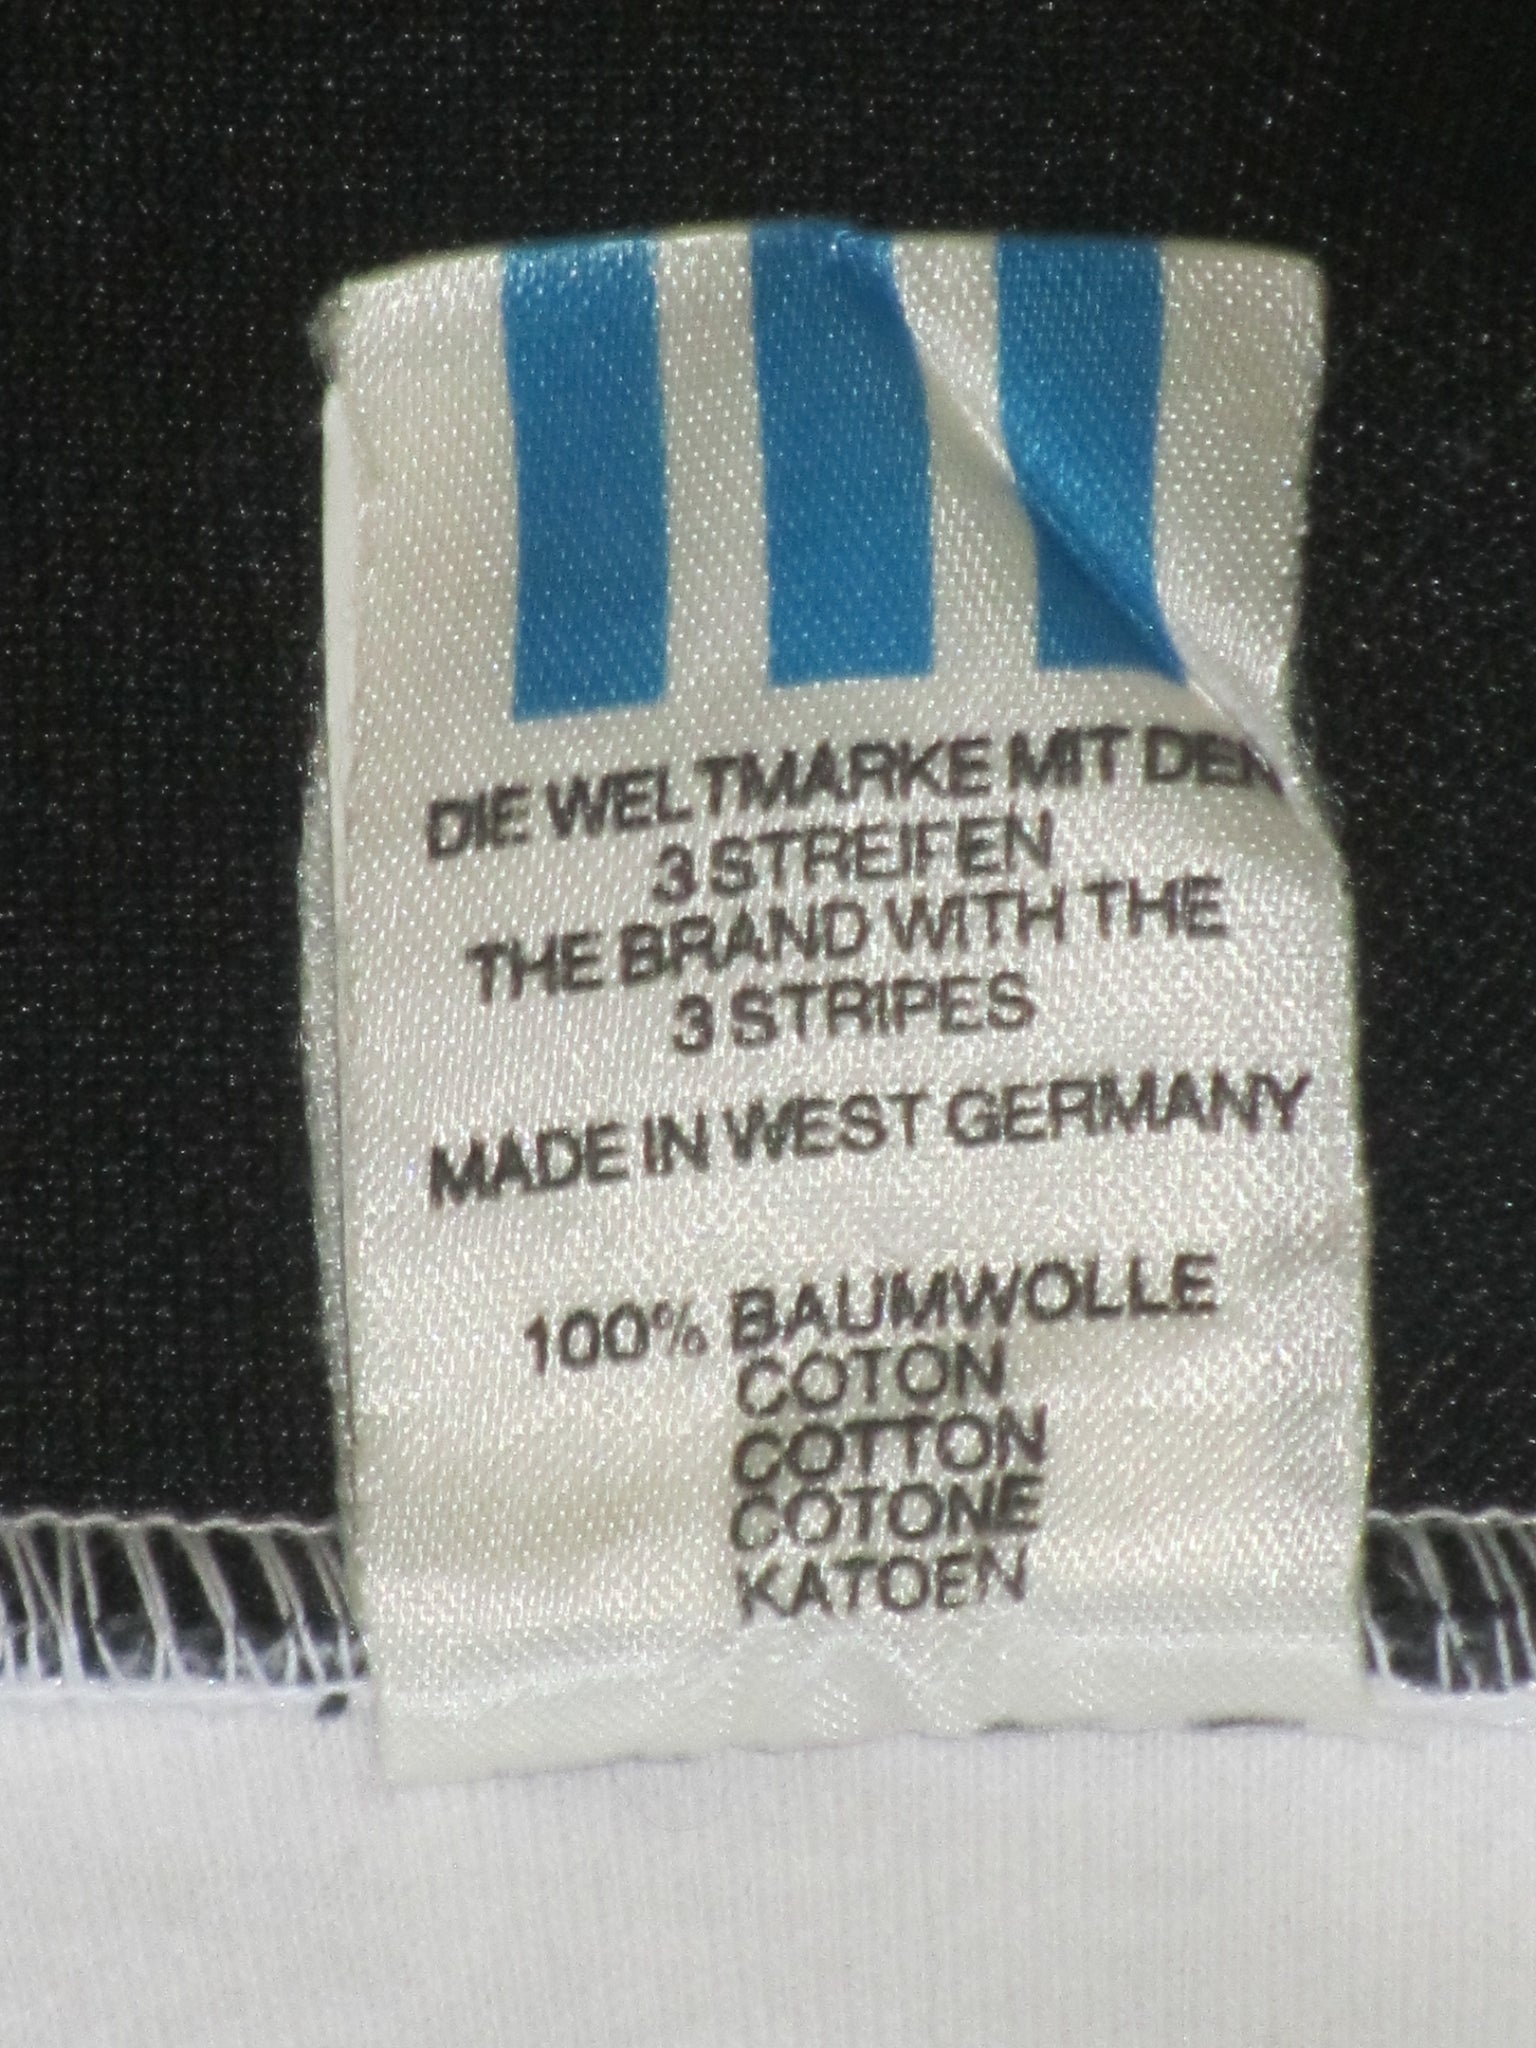 DIE WELTMARKE MIT DEN
3 STREIFEN
THE BRAND WITH THE
3 STRIPES
MADE IN WEST GERMANY
100% BAUMWOLLE
COTON
COTTON
COTONE
KATOEN